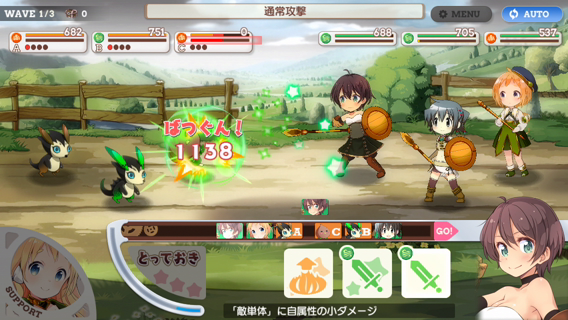 WAVE 1/3 0
通常攻撃
MENU
AUTO
682
751
0
688
705
537
A
B
C
ばつぐん!
1138
A C B GO!
とっておき
SUPPORT
「敵単体」に自属性の小ダメージ